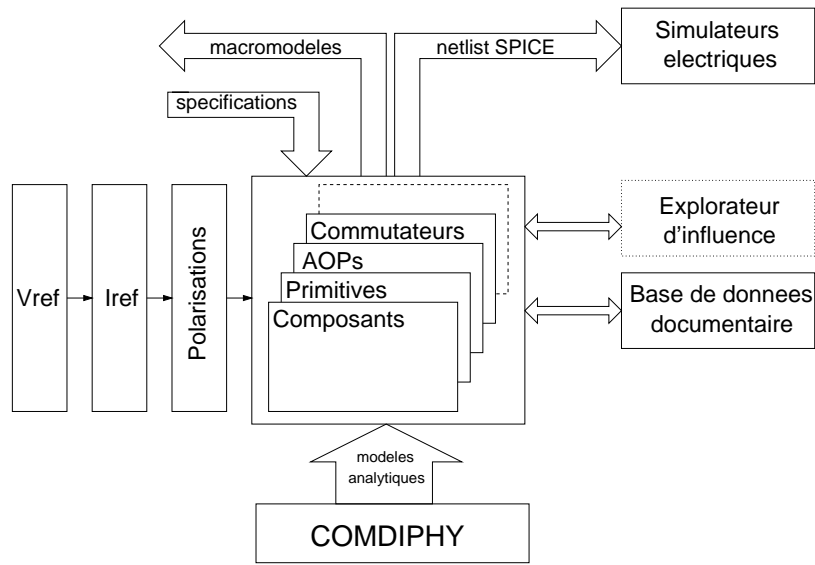 macromodeles
netlist SPICE
Simulateurs
electriques
specifications
Vref
Iref
Polarisations
Commutateurs
AOPs
Primitives
Composants
Explorateur
d'influence
Base de donnees
documentaire
modeles
analytiques
COMDIPHY